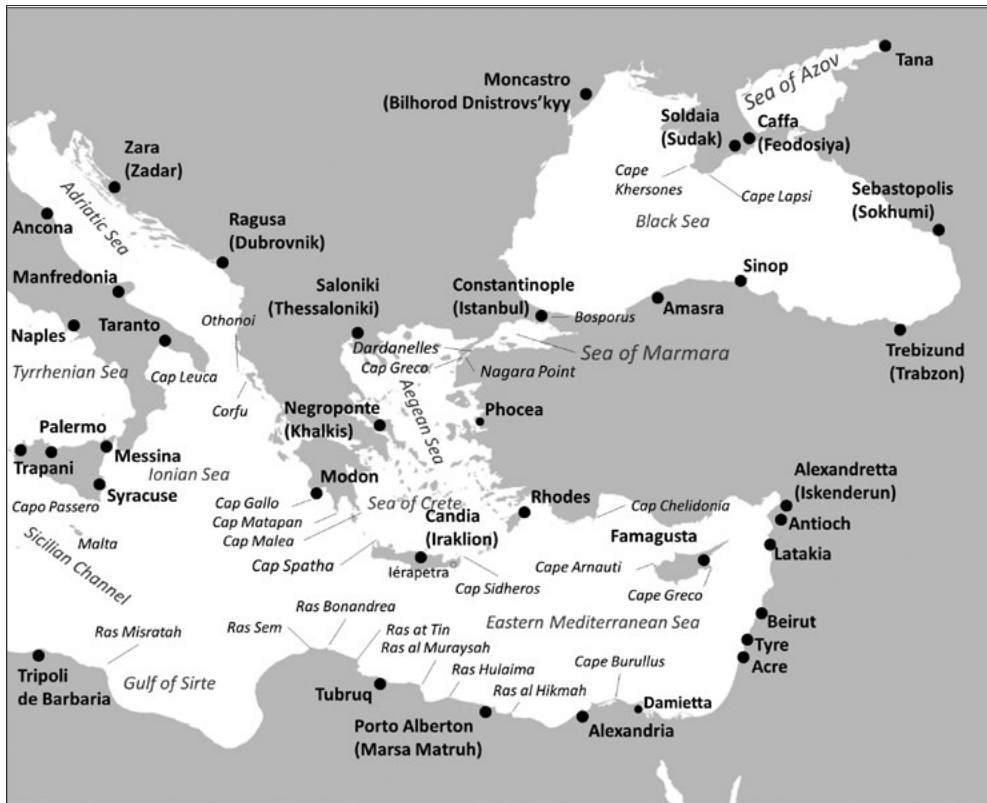 Tana
Sea of Azov
Moncastro
(Bilhorod Dnistrovs'kyy
Soldaia
(Sudak)
Caffa
(Feodosiya)
Zara
(Zadar)
Cape
Khersones
Cape Lapsi
Sebastopolis
(Sokhumi)
Adriatic Sea
Ancona
Ragusa
(Dubrovnik)
Black Sea
Manfredonia
Saloniki
(Thessaloniki)
Constantinople
(Istanbul)
Sinop
Amasra
Bosporus
Naples
Taranto
Othonoi
Dardanelles
Cap Greco
Sea of Marmara
Nagara Point
Trebizund
(Trabzon)
Tyrrhenian Sea
Cap Leuca
Corfu
Aegean Sea
Negroponte
(Khalkis)
Phocea
Palermo
Messina
Trapani
Ionian Sea
Syracuse
Capo Passero
Modon
Cap Gallo
Sea of Crete
Cap Matapan
Cap Malea
Candia
(Iraklion)
Rhodes
Cap Chelidonia
Alexandretta
(Iskenderun)
Antioch
Famagusta
Latakia
Malta
Sicilian Channel
Cap Spatha
Iérapetra
Cap Sidheros
Cape Arnauti
Cape Greco
Ras Bonandrea
Eastern Mediterranean Sea
Beirut
Ras Misratah
Ras Sem
Ras at Tin
Ras al Muraysah
Tyre
Acre
Tripoli
de Barbaria
Gulf of Sirte
Ras Hulaima
Cape Burullus
Ras al Hikmah
Tubruq
Damietta
Porto Alberton
(Marsa Matruh)
Alexandria